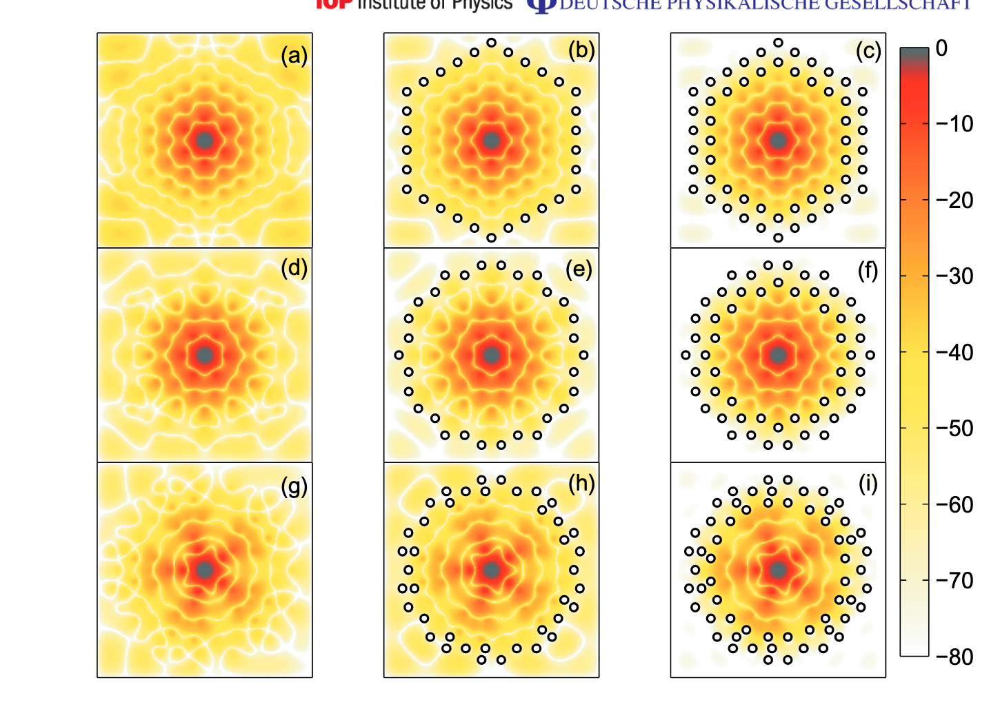 IOP Institute of Physics Φ DEUTSCHE PHYSIKALISCHE GESELLSCHAFT
(a) (b) (c)
(d) (e) (f)
(g) (h) (i)
0
−10
−20
−30
−40
−50
−60
−70
−80